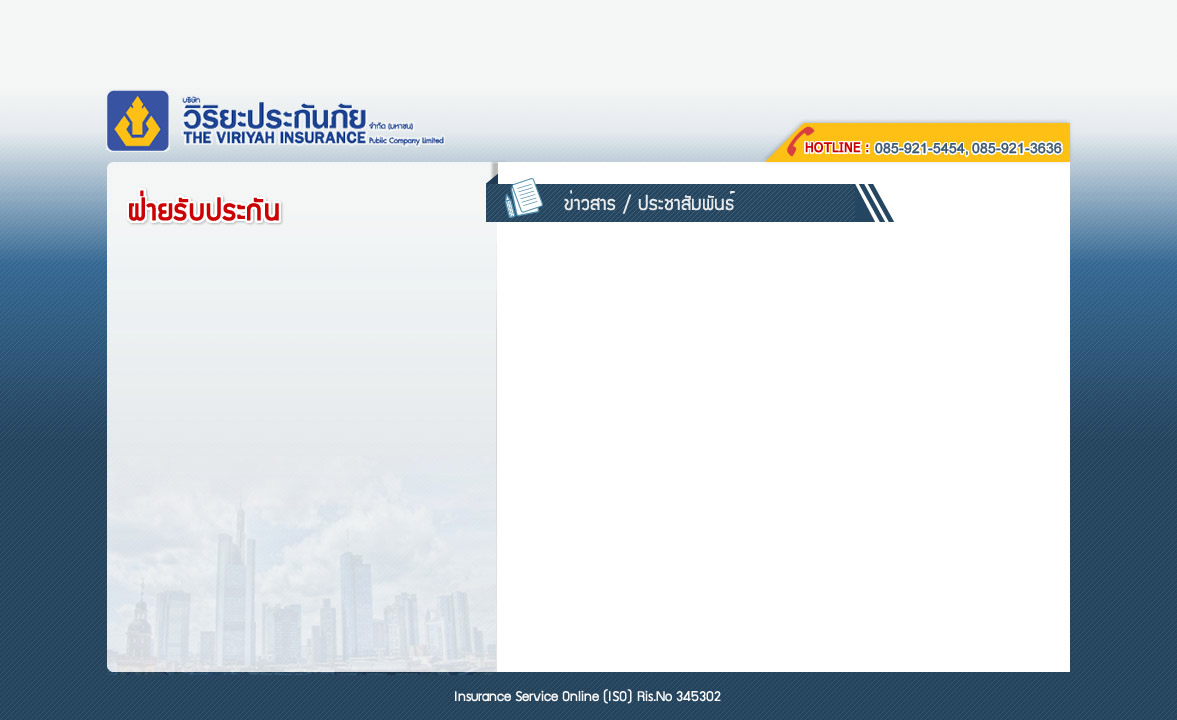 บริษัท
วิริยะประกันภัย จำกัด (มหาชน)
THE VIRIYAH INSURANCE Public Company Limited
HOTLINE : 085-921-5454, 085-921-3636
ฝ่ายรับประกัน
ข่าวสาร / ประชาสัมพันธ์
Insurance Service Online (ISO) Ris.No 345302